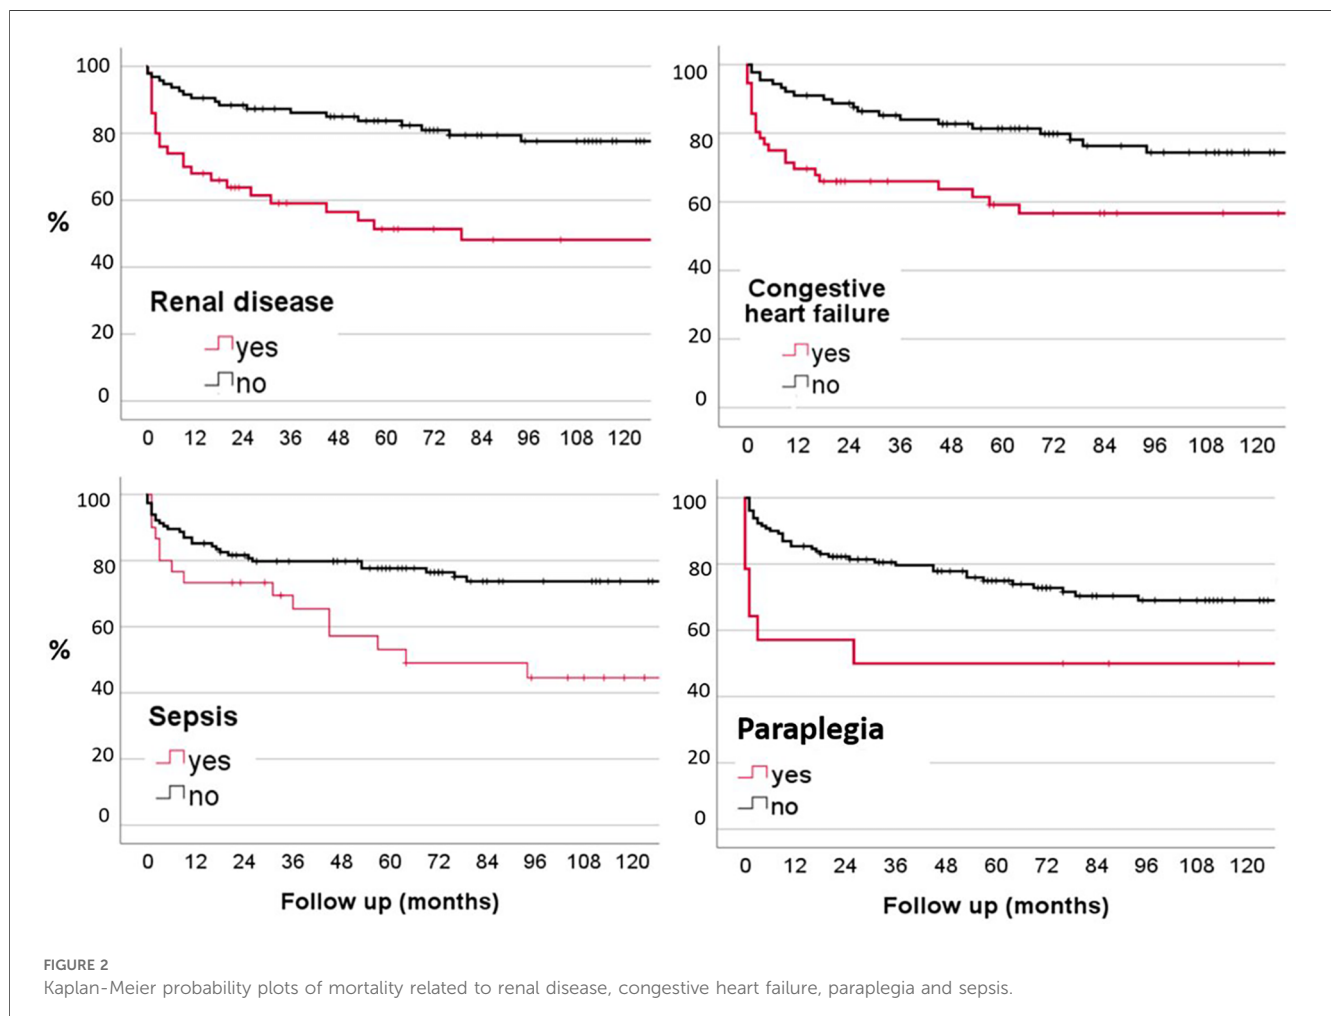 100
80
60
%
40
Renal disease
20
yes
no
0
0 12 24 36 48 60 72 84 96 108 120
100
80
60
40
Congestive
heart failure
20
yes
no
0
0 12 24 36 48 60 72 84 96 108 120
100
80
60
%
40
Sepsis
20
yes
no
0
0 12 24 36 48 60 72 84 96 108 120
Follow up (months)
100
80
60
40
Paraplegia
20
yes
no
0
0 12 24 36 48 60 72 84 96 108 120
Follow up (months)
FIGURE 2
Kaplan-Meier probability plots of mortality related to renal disease, congestive heart failure, paraplegia and sepsis.